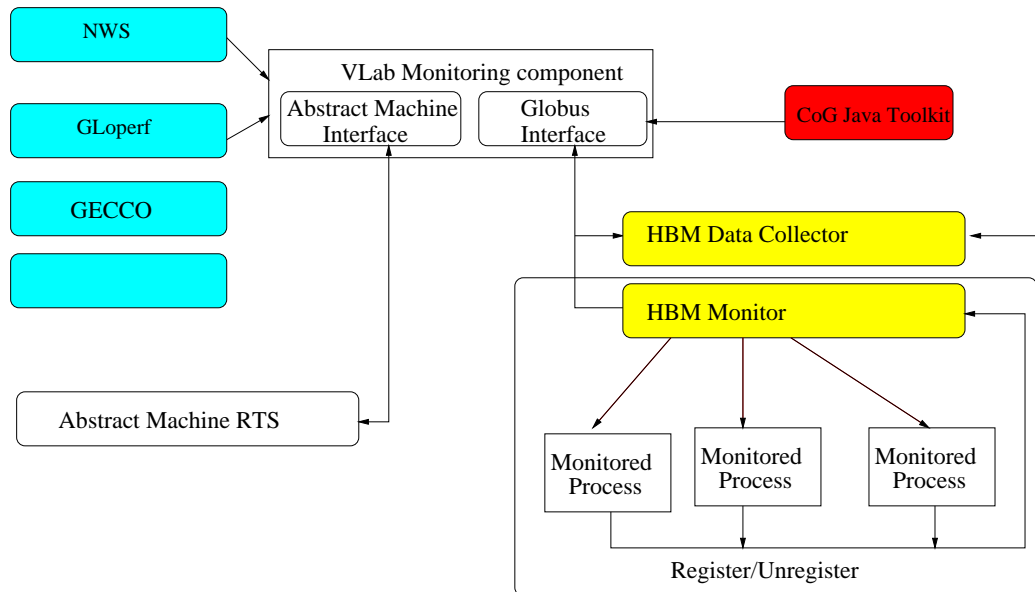 NWS
VLab Monitoring component
Abstract Machine
Interface
Globus
Interface
CoG Java Toolkit
GLoperf
GECCO
HBM Data Collector
HBM Monitor
Abstract Machine RTS
Monitored
Process
Monitored
Process
Monitored
Process
Register/Unregister